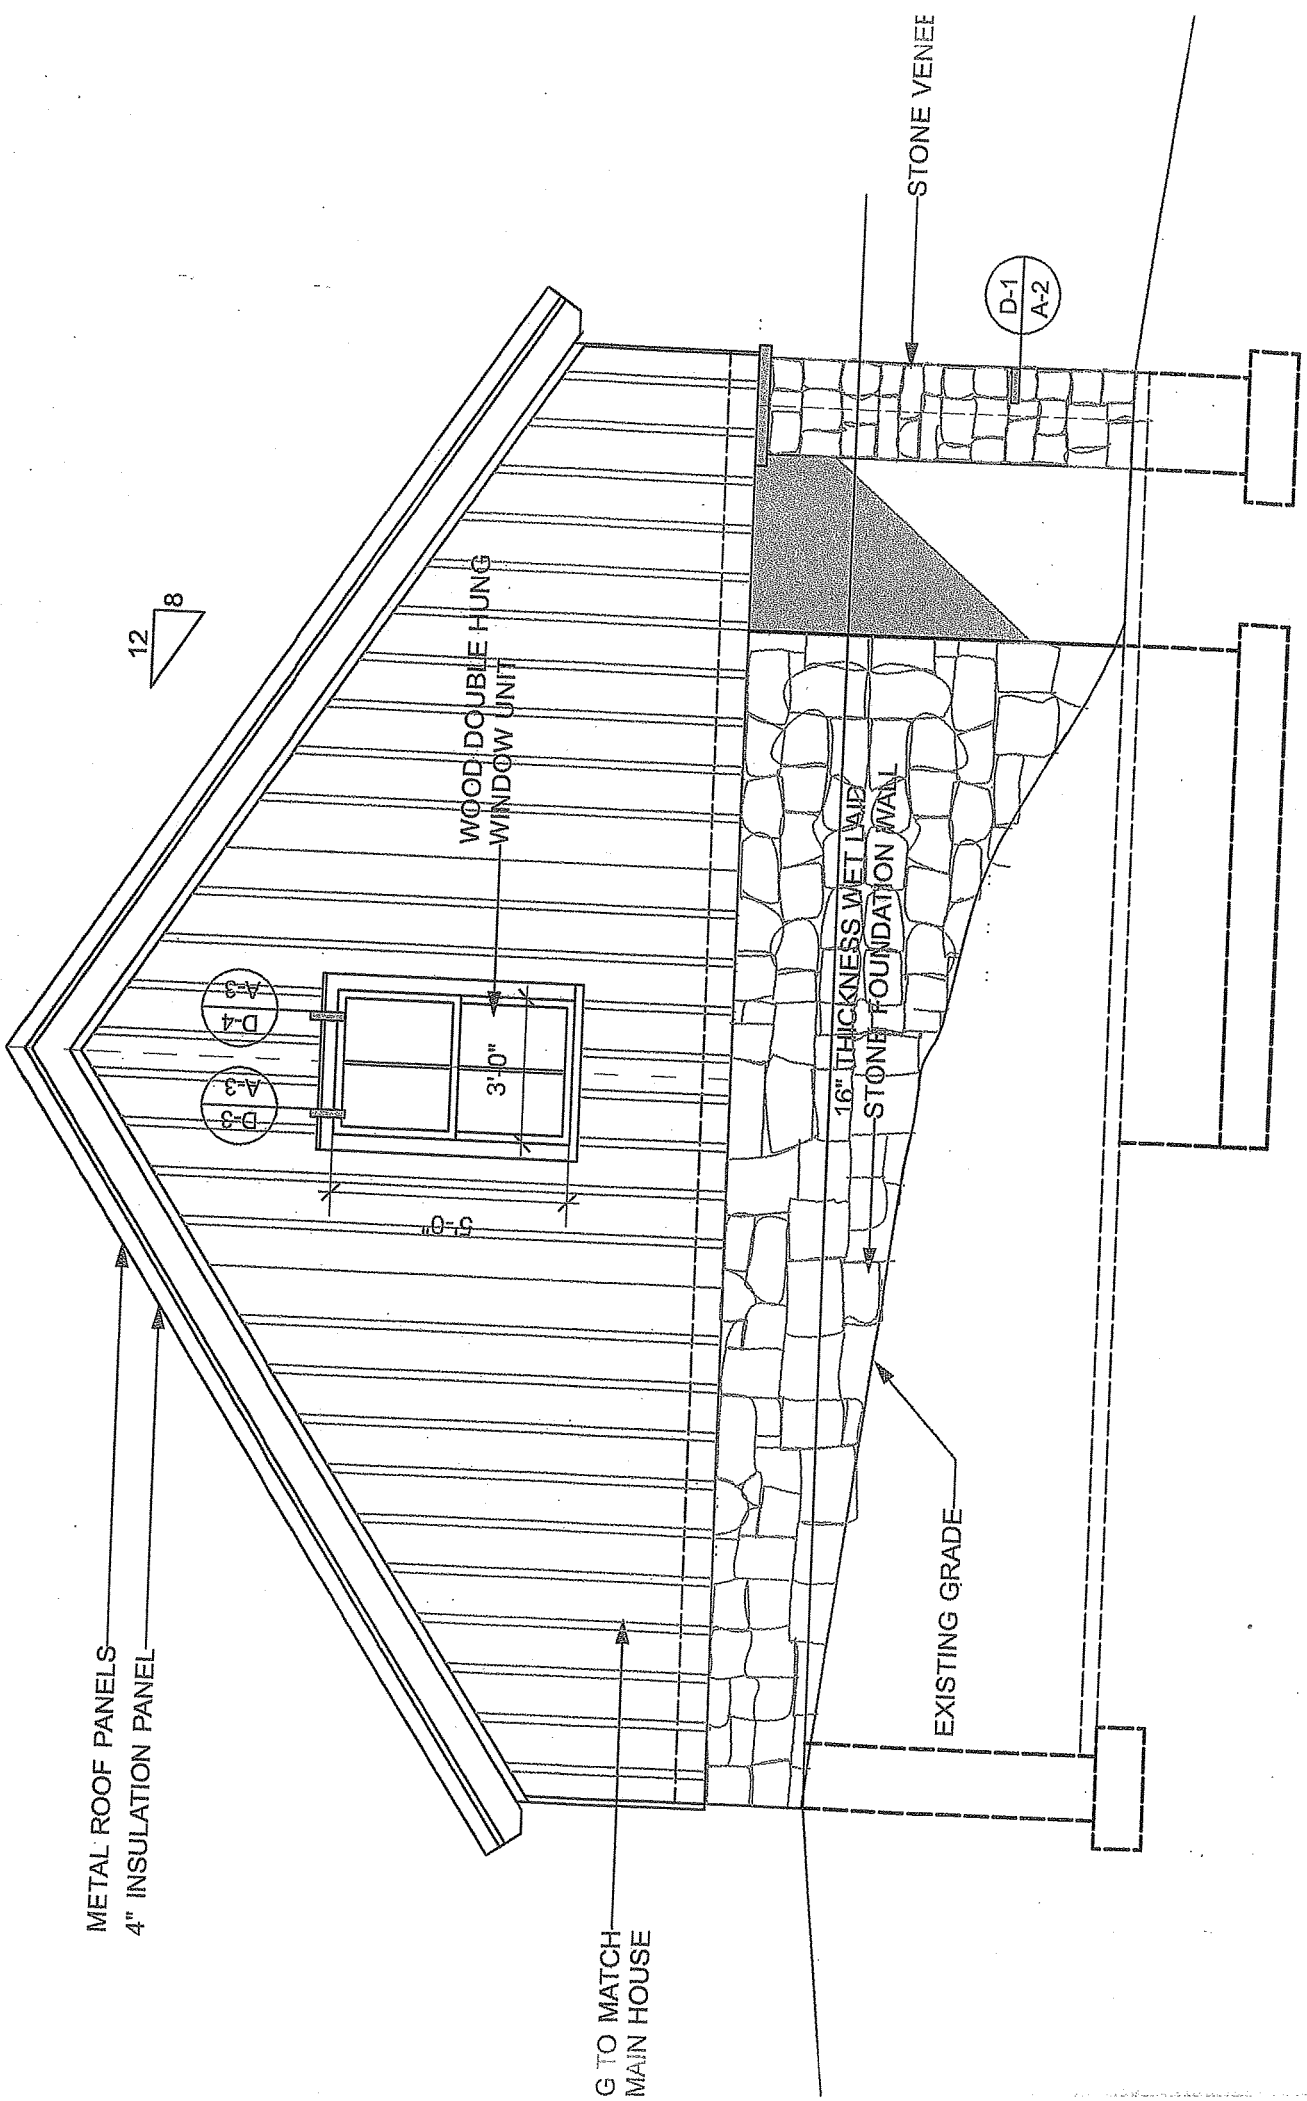 METAL ROOF PANELS
4" INSULATION PANEL
12
8
D-3
A-3
D-4
A-3
WOOD DOUBLE HUNG
WINDOW UNIT
3'-0"
5'-0"
G TO MATCH
MAIN HOUSE
16" THICKNESS WET LAID
STONE FOUNDATION WALL
EXISTING GRADE
STONE VENEE
D-1
A-2